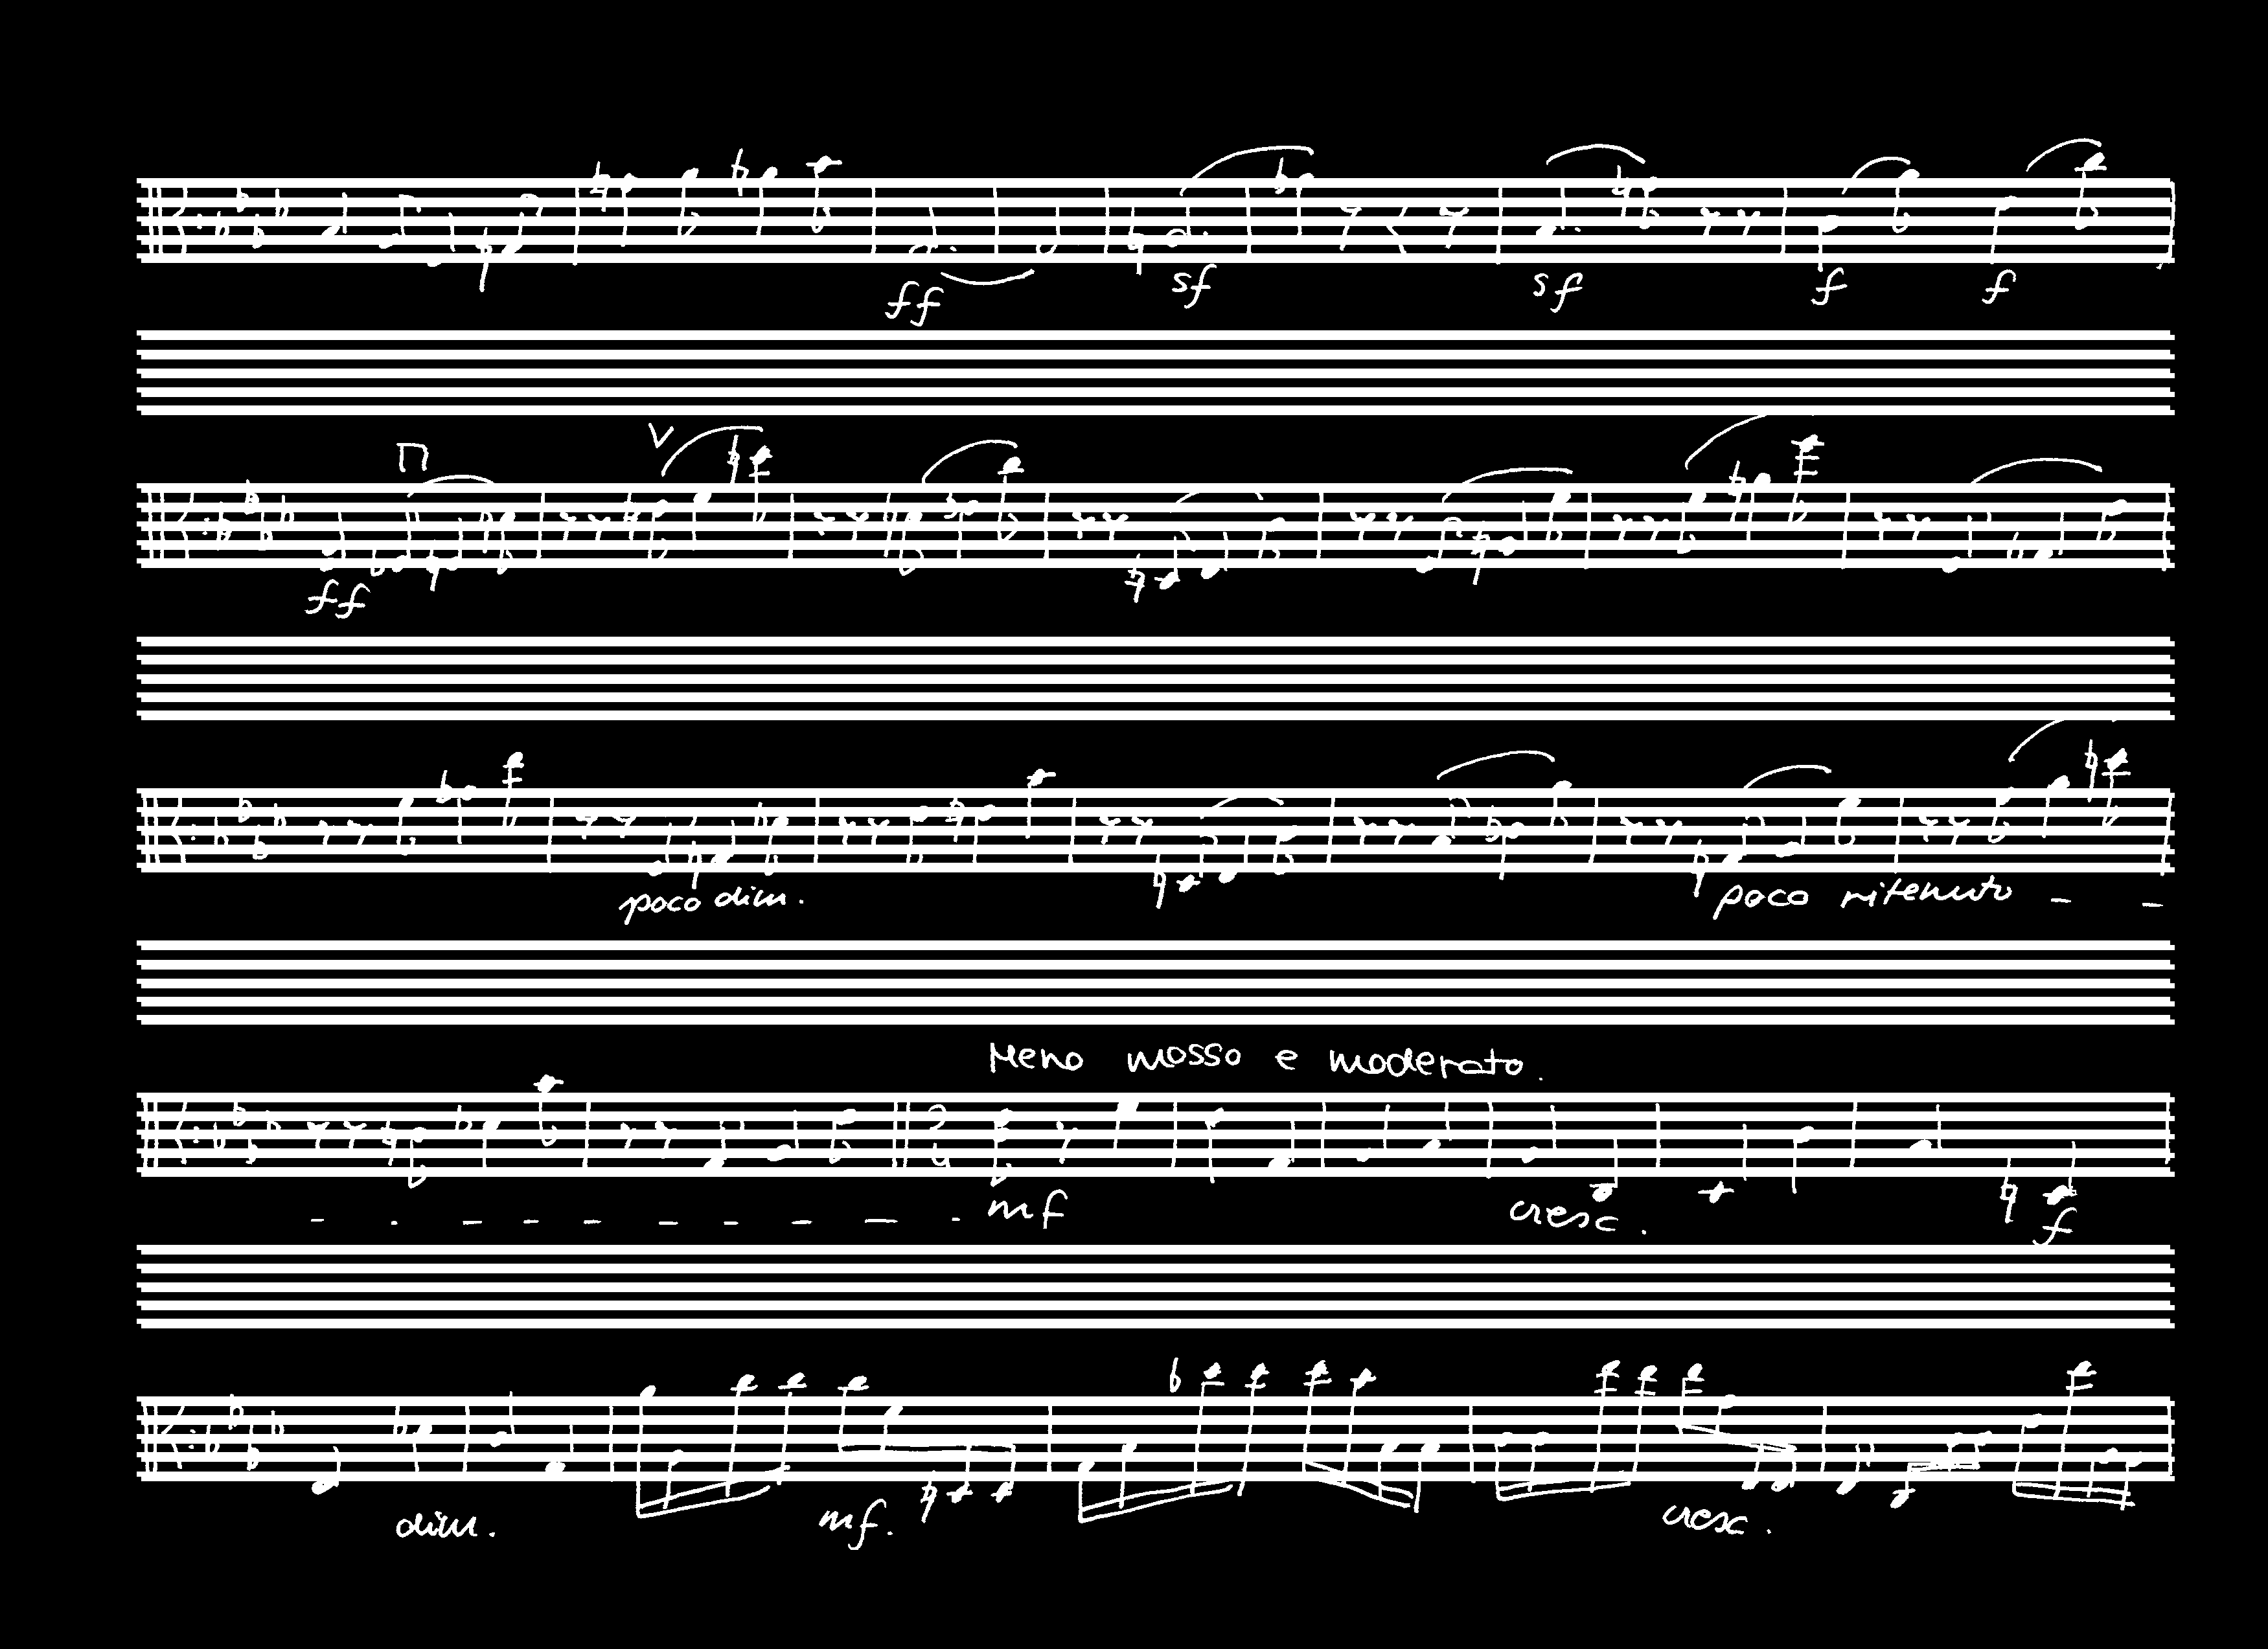 ff sf sf f f
ff
poco dim. poco ritenuto _ _
Meno mosso e moderato.
mf cresc. f
dim. mf. cresc.